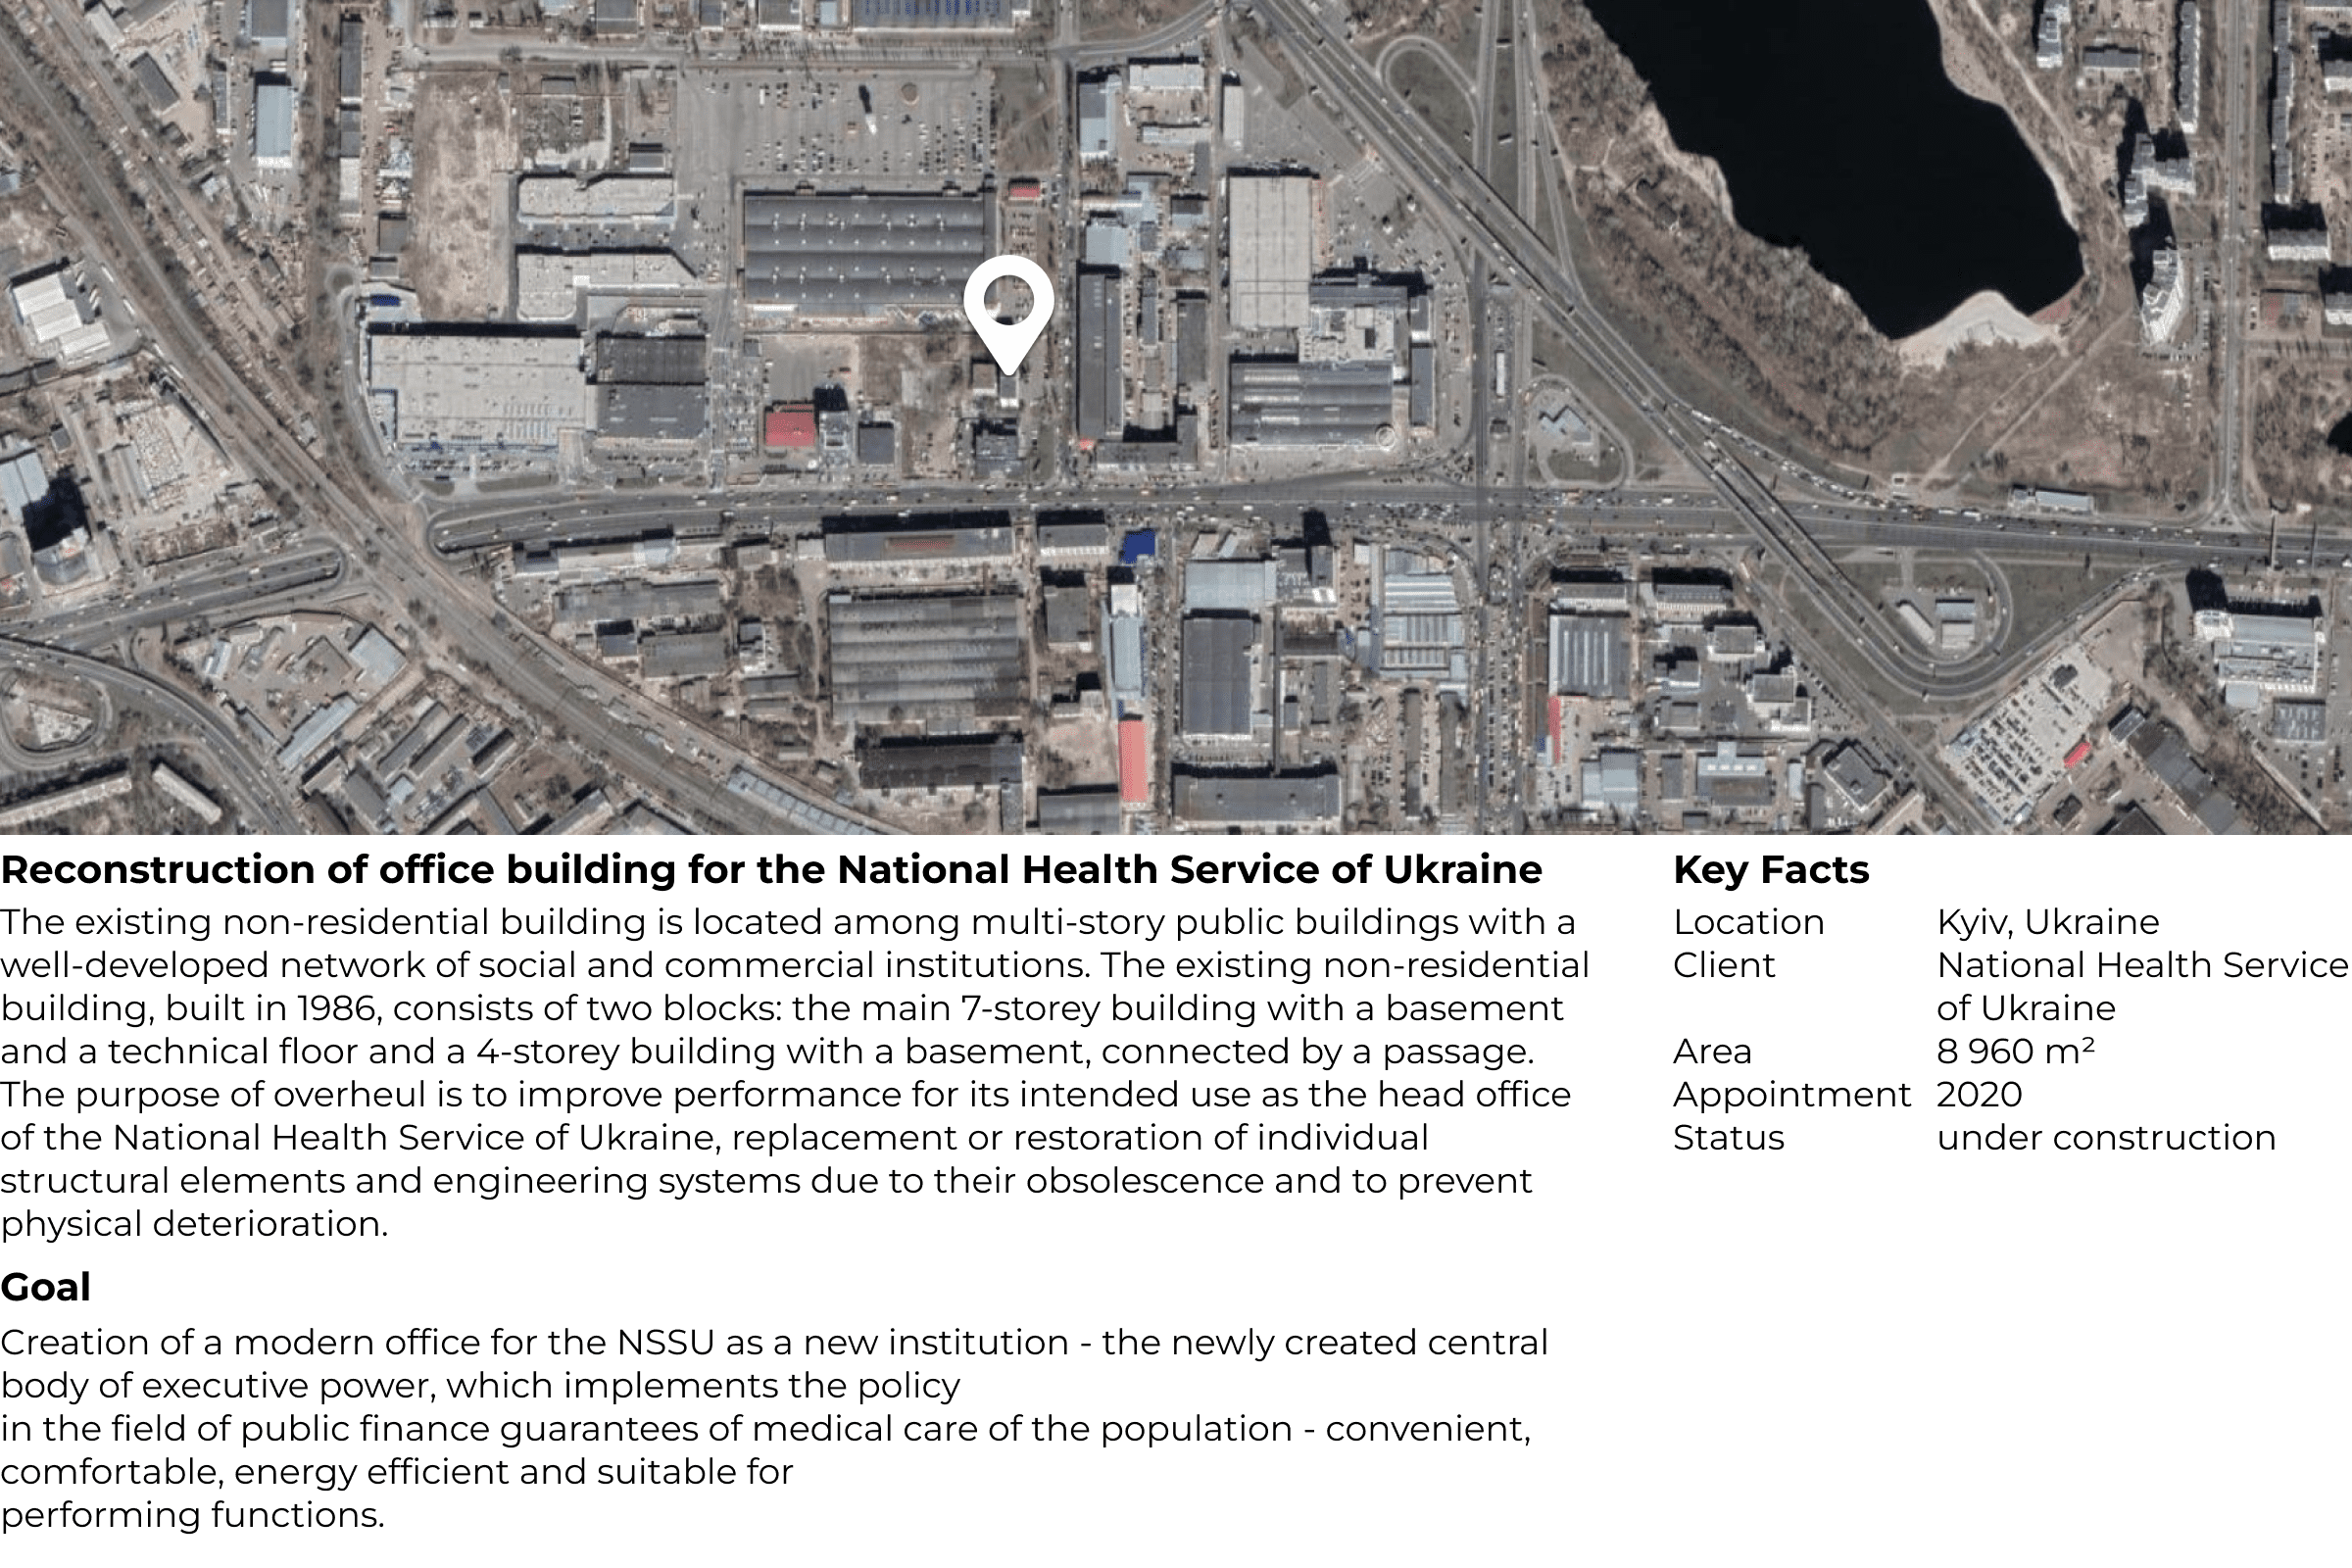 Reconstruction of office building for the National Health Service of Ukraine
The existing non-residential building is located among multi-story public buildings with a
well-developed network of social and commercial institutions. The existing non-residential
building, built in 1986, consists of two blocks: the main 7-storey building with a basement
and a technical floor and a 4-storey building with a basement, connected by a passage.
The purpose of overheul is to improve performance for its intended use as the head office
of the National Health Service of Ukraine, replacement or restoration of individual
structural elements and engineering systems due to their obsolescence and to prevent
physical deterioration.
Goal
Creation of a modern office for the NSSU as a new institution - the newly created central
body of executive power, which implements the policy
in the field of public finance guarantees of medical care of the population - convenient,
comfortable, energy efficient and suitable for
performing functions.
Key Facts
Location Kyiv, Ukraine
Client National Health Service
of Ukraine
Area 8 960 m²
Appointment 2020
Status under construction